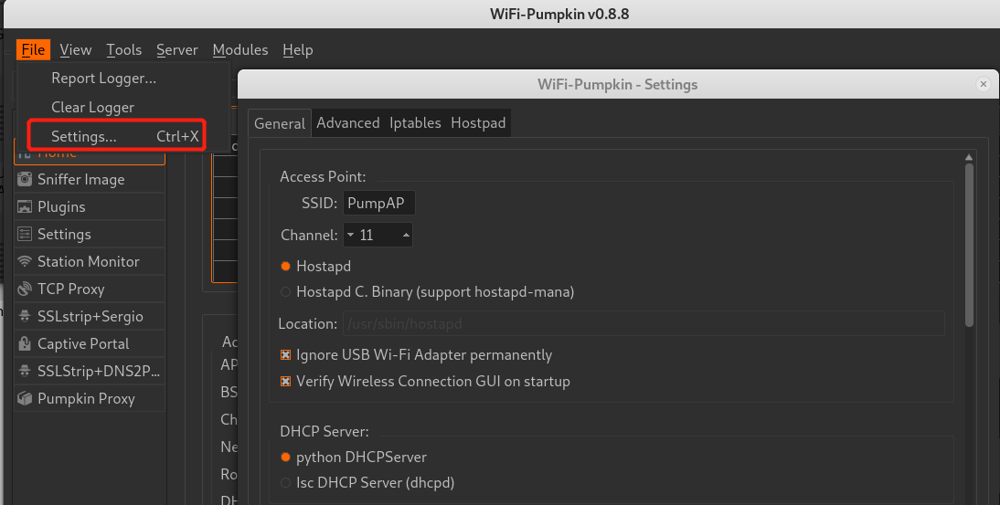 WiFi-Pumpkin v0.8.8
File View Tools Server Modules Help
Report Logger...
Clear Logger
Settings... Ctrl+X
Home
Sniffer Image
Plugins
Settings
Station Monitor
TCP Proxy
SSLstrip+Sergio
Captive Portal
SSLStrip+DNS2P...
Pumpkin Proxy
Ac
AP
BS
Ch
Ne
Ro
DH
WiFi-Pumpkin - Settings
General Advanced Iptables Hostpad
Access Point:
SSID: PumpAP
Channel: 11
Hostapd
Hostapd C. Binary (support hostapd-mana)
Location: /usr/sbin/hostapd
Ignore USB Wi-Fi Adapter permanently
Verify Wireless Connection GUI on startup
DHCP Server:
python DHCPServer
Isc DHCP Server (dhcpd)